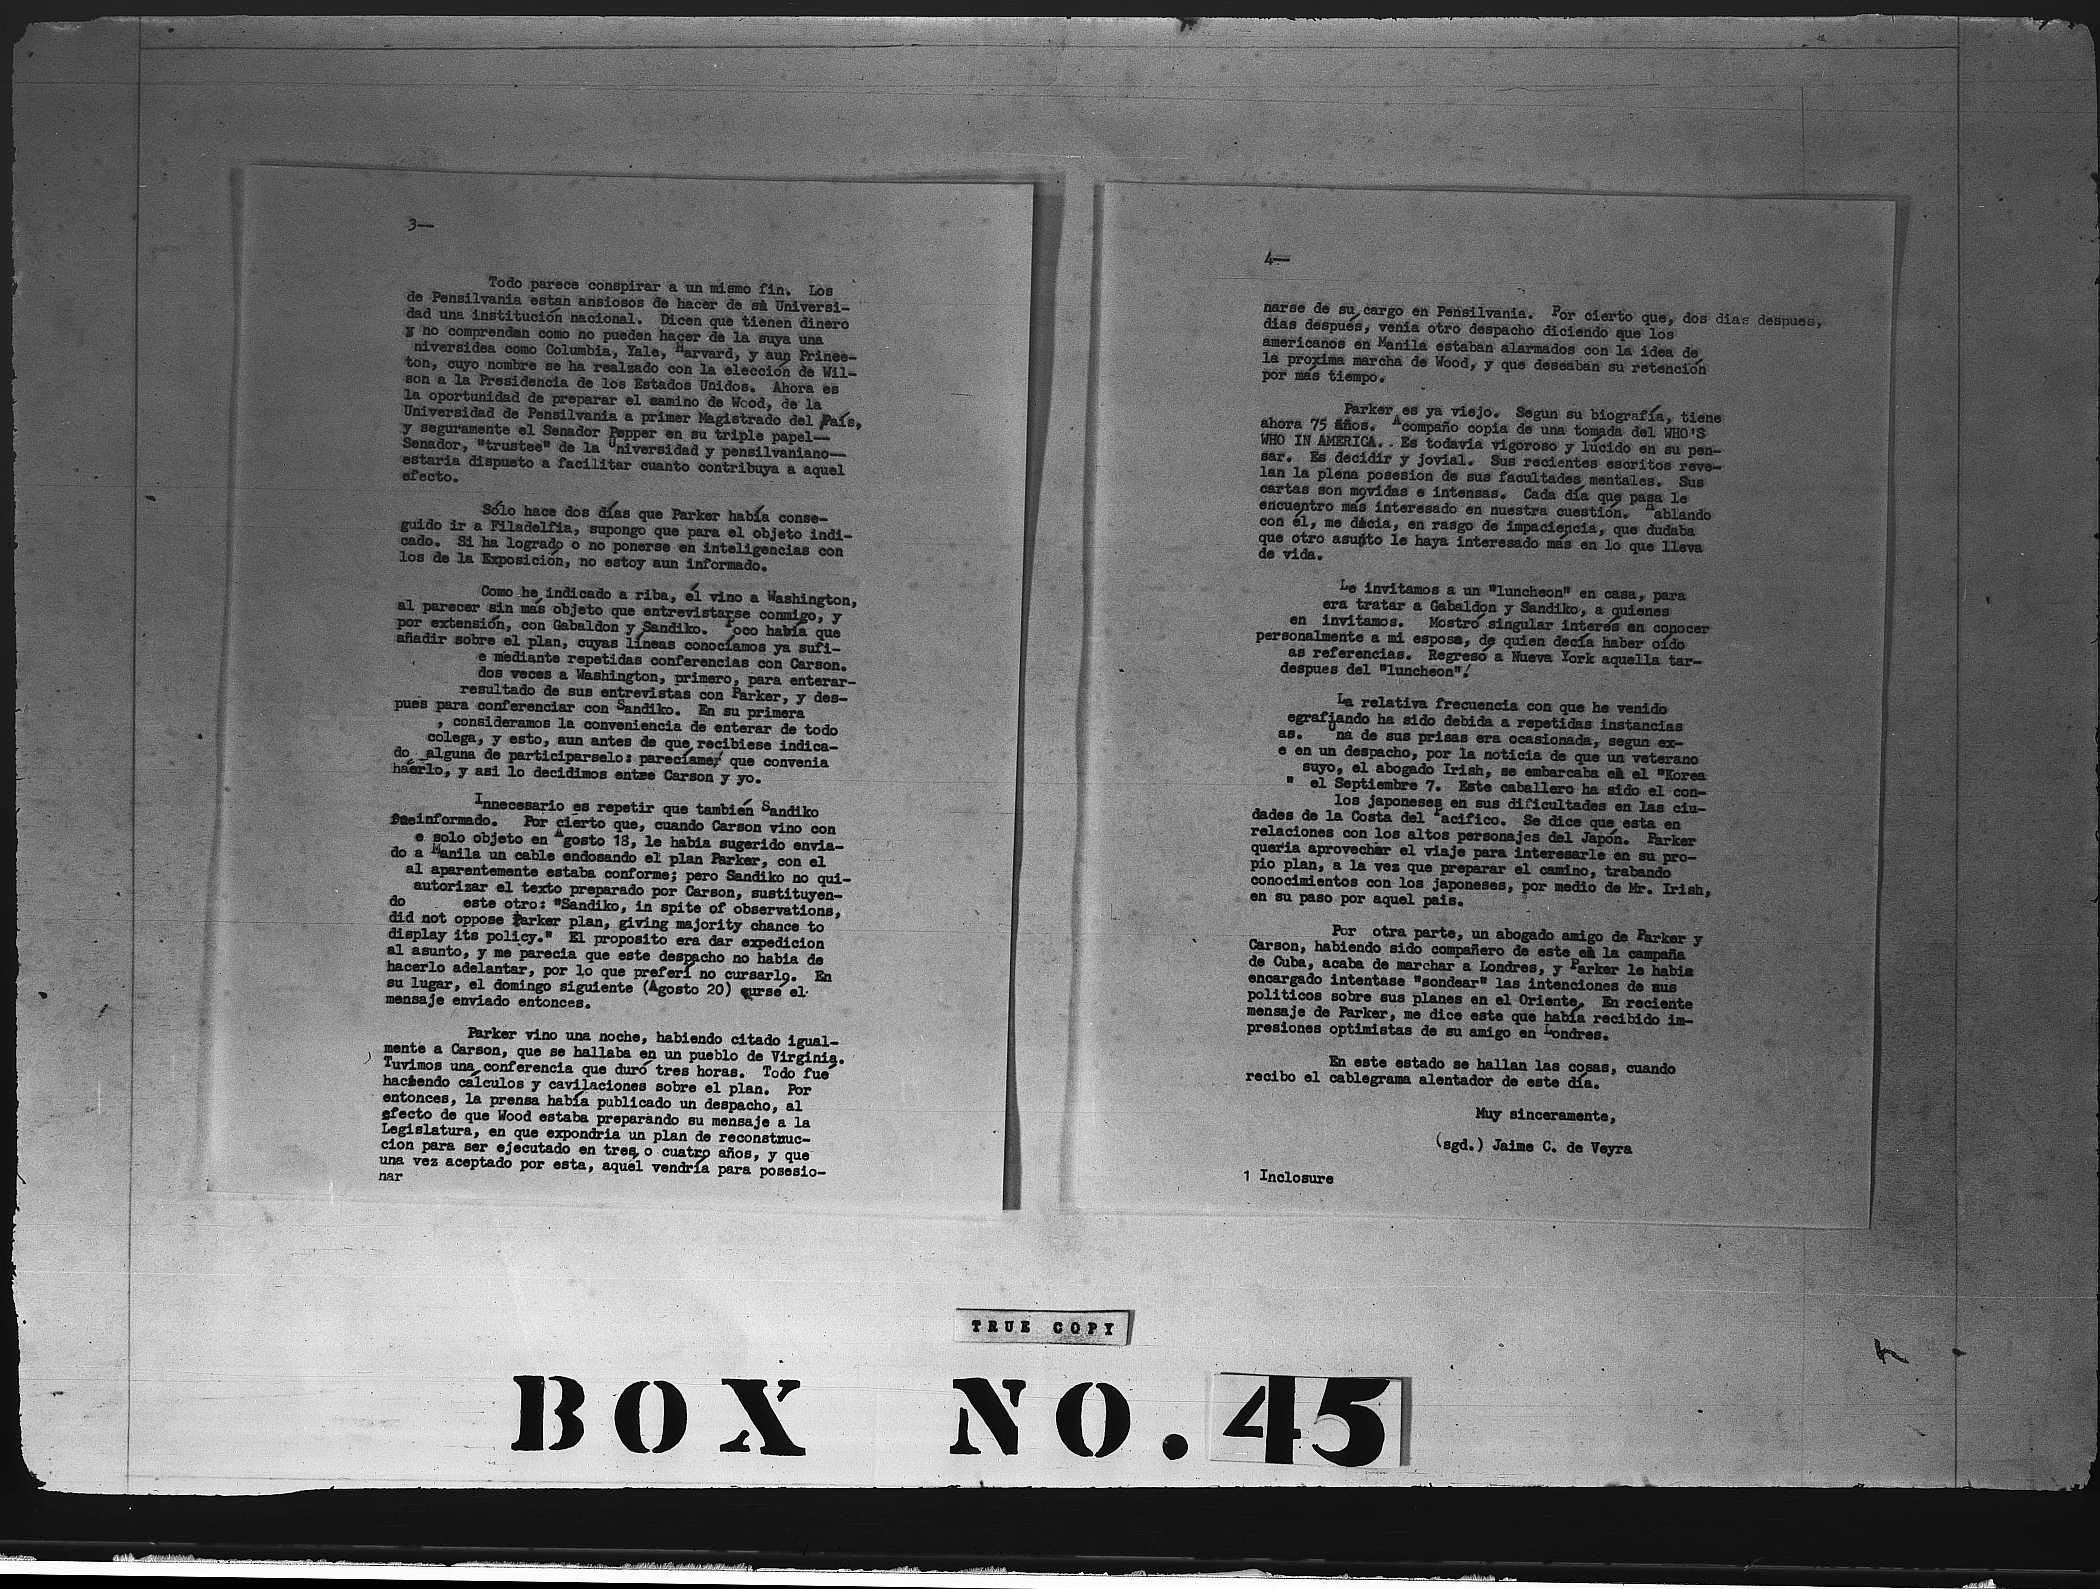 3—
Todo parece conspirar a un mismo fin. Los
de Pensilvania estan ansiosos de hacer de su Universi-
dad una institución nacional. Dicen que tienen dinero
y no comprenden como no pueden hacer de la suya una
niversidea como Columbia, Yale, Harvard, y aun Prince-
ton, cuyo nombre se ha realzado con la elección de Wil-
son a la Presidencia de los Estados Unidos. Ahora es
la oportunidad de preparar el camino de Wood, de la
Universidad de Pensilvania a primer Magistrado del País,
y seguramente el Senador Pepper en su triple papel—
Senador, "trustee" de la Universidad y pensilvaniano—
estaria dispueto a facilitar cuanto contribuya a aquel
efecto.
Sólo hace dos días que Parker había conse-
guido ir a Filadelfia, supongo que para el objeto indi-
cado. Si ha logrado o no ponerse en inteligencias con
los de la Exposición, no estoy aun informado.
Como he indicado a riba, él vino a Washington,
al parecer sin más objeto que entrevistarse conmigo, y
por extensión, con Gabaldon y Sandiko. Poco había que
añadir sobre el plan, cuyas líneas conocíamos ya sufi-
e mediante repetidas conferencias con Carson.
dos veces a Washington, primero, para enterar-
resultado de sus entrevistas con Parker, y des-
pues para conferenciar con Sandiko. En su primera
, consideramos la conveniencia de enterar de todo
colega, y esto, aun antes de que recibiese indica-
do alguna de participarselo: parecíame, que convenia
haérlo, y asi lo decidimos entre Carson y yo.
Innecesario es repetir que también Sandiko
fueinformado. Por cierto que, cuando Carson vino con
e solo objeto en Agosto 18, le habia sugerido envia-
do a Manila un cable endosando el plan Parker, con el
al aparentemente estaba conforme; pero Sandiko no qui-
autorizar el texto preparado por Carson, sustituyen-
do este otro: "Sandiko, in spite of observations,
did not oppose Parker plan, giving majority chance to
display its policy." El proposito era dar expedicion
al asunto, y me parecia que este despacho no habia de
hacerlo adelantar, por lo que preferí no cursarlo. En
su lugar, el domingo siguiente (Agosto 20) cursé el
mensaje enviado entonces.
Parker vino una noche, habiendo citado igual-
mente a Carson, que se hallaba en un pueblo de Virginia.
Tuvimos una conferencia que duró tres horas. Todo fué
haciendo cálculos y cavilaciones sobre el plan. Por
entonces, la prensa había publicado un despacho, al
efecto de que Wood estaba preparando su mensaje a la
Legislatura, en que expondria un plan de reconstruc-
cion para ser ejecutado en tres o cuatro años, y que
una vez aceptado por esta, aquél vendría para posesio-
nar
4—
narse de su cargo en Pensilvania. Por cierto que, dos dias despues,
dias después, venia otro despacho diciendo que los
americanos en Manila estaban alarmados con la idea de
la proxima marcha de Wood, y que deseaban su retención
por más tiempo.
Parker es ya viejo. Segun su biografía, tiene
ahora 75 años. Acompaño copia de una tomada del WHO'S
WHO IN AMERICA.. Es todavia vigoroso y lúcido en su pen-
sar. Es decidir y jovial. Sus recientes escritos reve-
lan la plena posesion de sus facultades mentales. Sus
cartas son movidas e intensas. Cada día que pasa le
encuentro más interesado en nuestra cuestión. Hablando
con él, me decia, en rasgo de impaciencia, que dudaba
que otro asunto le haya interesado más en lo que lleva
de vida.
Le invitamos a un "luncheon" en casa, para
era tratar a Gabaldon y Sandiko, a quienes
en invitamos. Mostró singular interés en conocer
personalmente a mi esposa, de quien decía haber oído
as referencias. Regresó a Nueva York aquella tar-
despues del "luncheon".
La relativa frecuencia con que he venido
egrafiando ha sido debida a repetidas instancias
as. Una de sus prisas era ocasionada, segun ex-
e en un despacho, por la noticia de que un veterano
suyo, el abogado Irish, se embarcaba en el "Korea
" el Septiembre 7. Este caballero ha sido el con-
los japoneses en sus dificultades en las ciu-
dades de la Costa del Pacifico. Se dice que esta en
relaciones con los altos personajes del Japón. Parker
queria aprovechar el viaje para interesarle en su pro-
pio plan, a la vez que preparar el camino, trabando
conocimientos con los japoneses, por medio de Mr. Irish,
en su paso por aquel pais.
Por otra parte, un abogado amigo de Parker y
Carson, habiendo sido compañero de este en la campaña
de Cuba, acaba de marchar a Londres, y Parker le habia
encargado intentase "sondear" las intenciones de sus
politicos sobre sus planes en el Oriente. En reciente
mensaje de Parker, me dice este que había recibido im-
presiones optimistas de su amigo en Londres.
En este estado se hallan las cosas, cuando
recibo el cablegrama alentador de este día.
Muy sinceramente,
(sgd.) Jaime C. de Veyra
1 Inclosure
TRUE COPY
BOX NO. 45